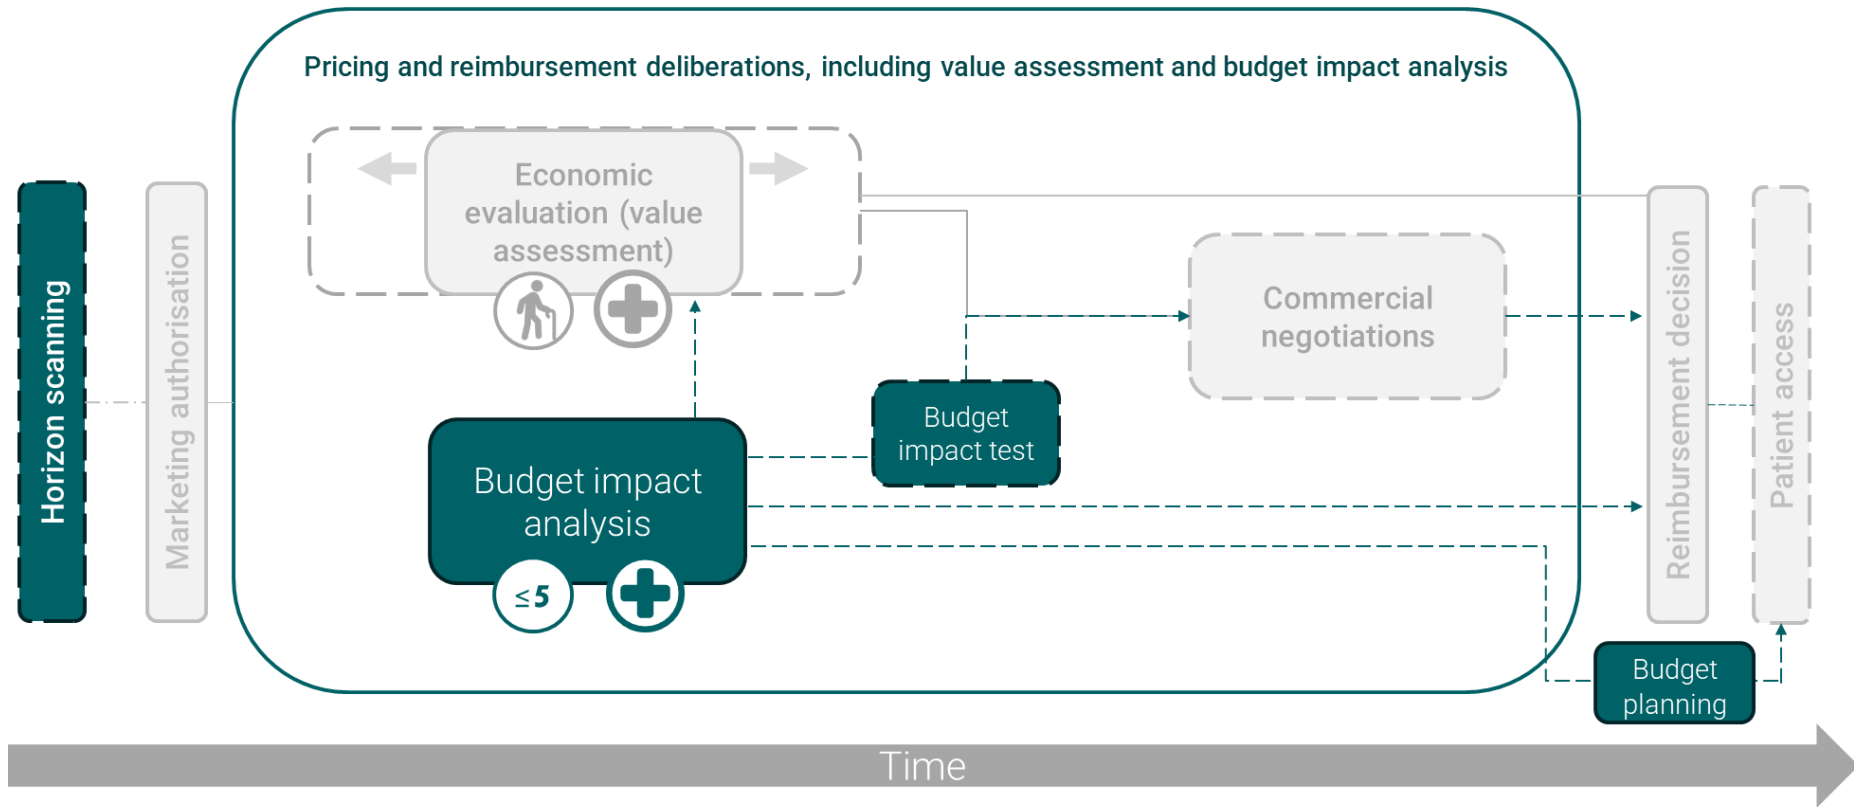 Pricing and reimbursement deliberations, including value assessment and budget impact analysis
Horizon scanning
Marketing authorisation
Economic
evaluation (value
assessment)
Budget impact
analysis
≤5
Budget
impact test
Commercial
negotiations
Reimbursement decision
Patient access
Budget
planning
Time